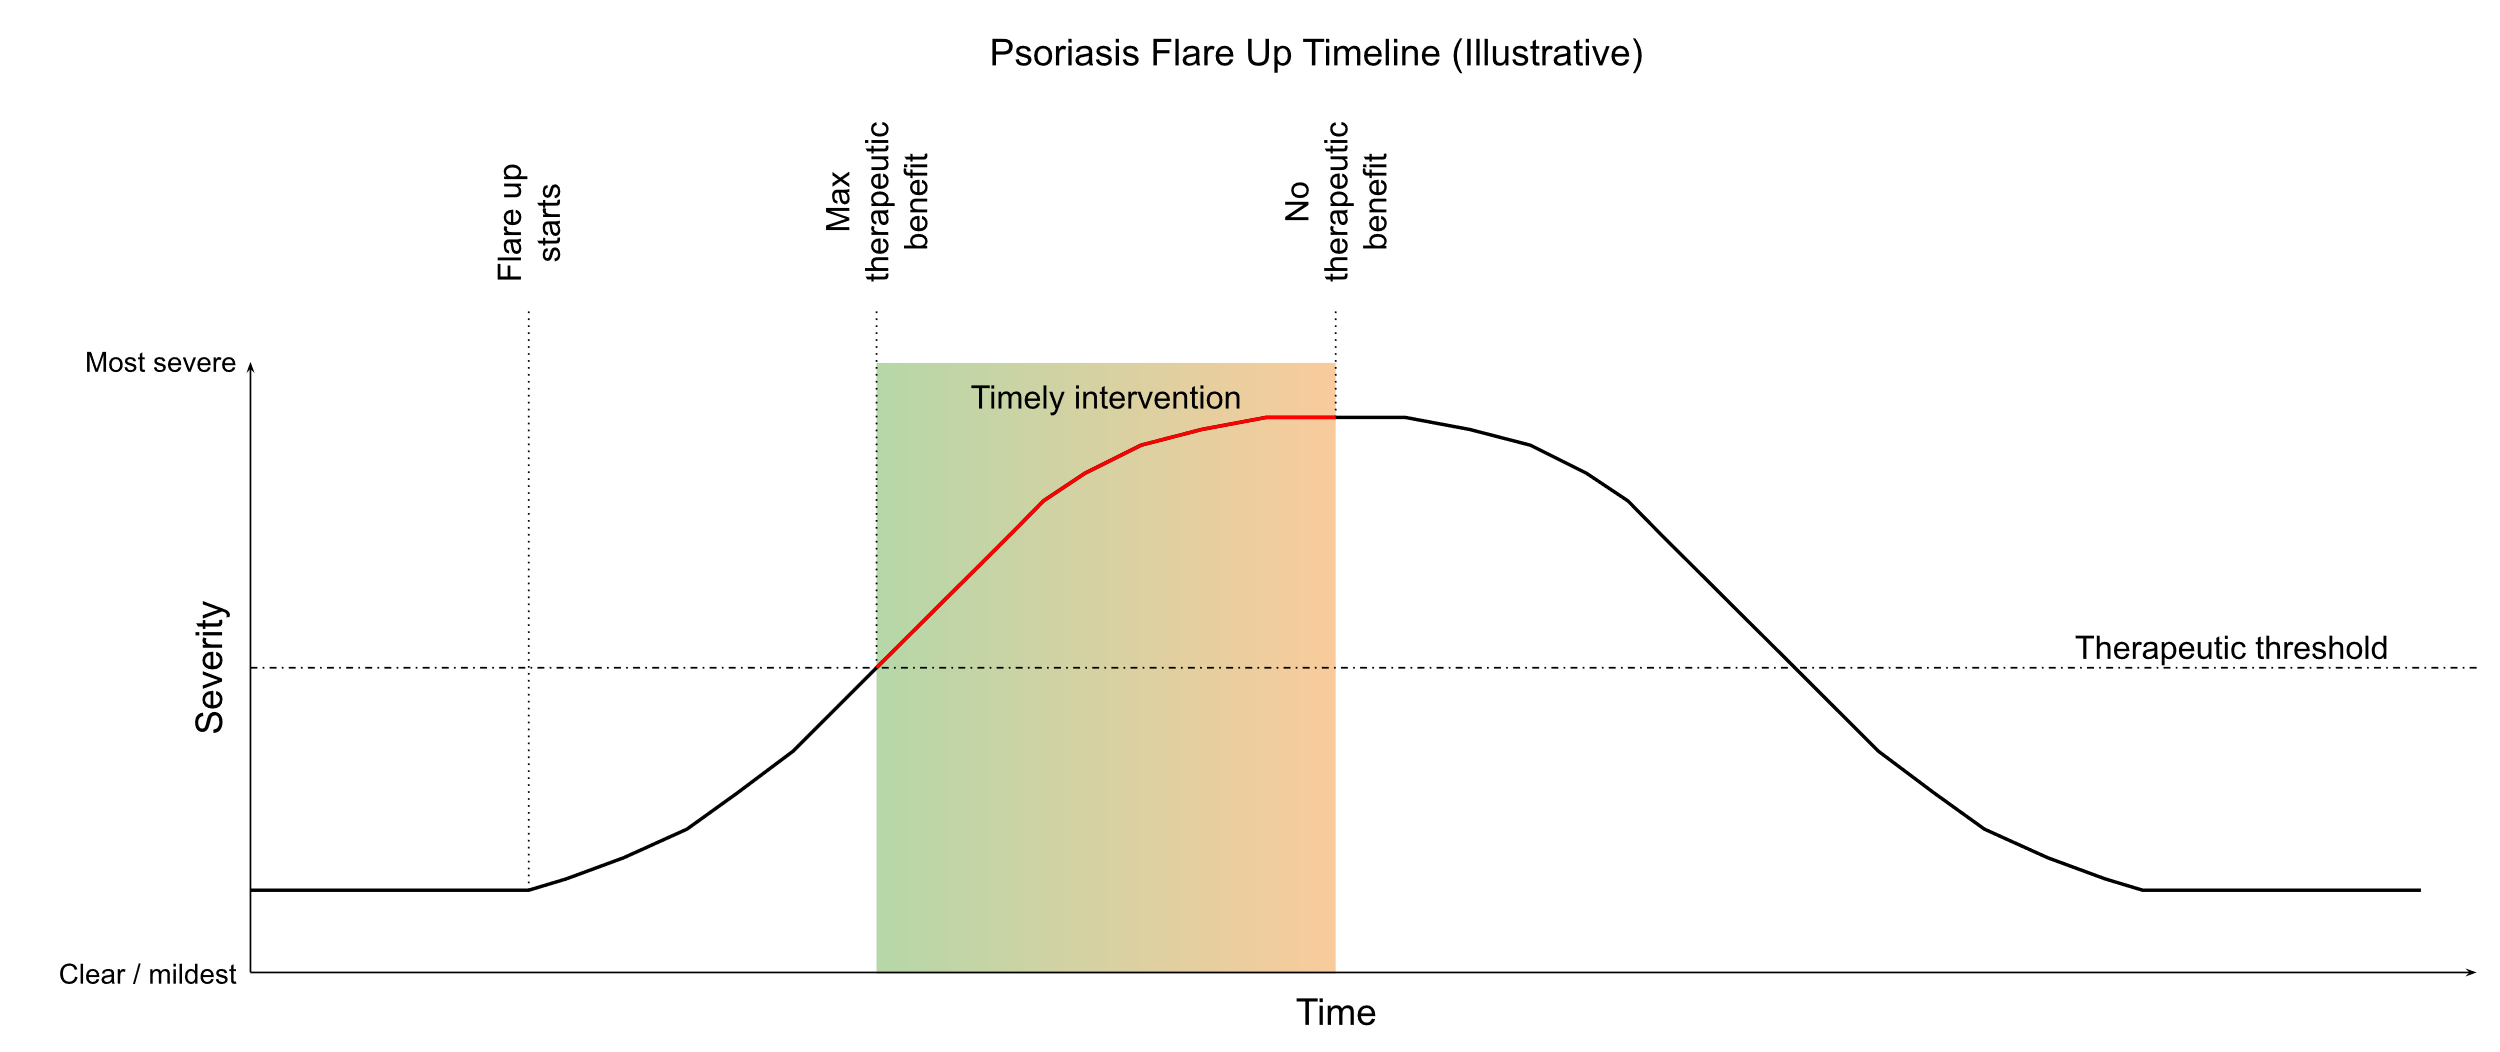 Psoriasis Flare Up Timeline (Illustrative)
Flare up
starts
Max
therapeutic
benefit
No
therapeutic
benefit
Most severe
Timely intervention
Severity
Therapeutic threshold
Clear / mildest
Time